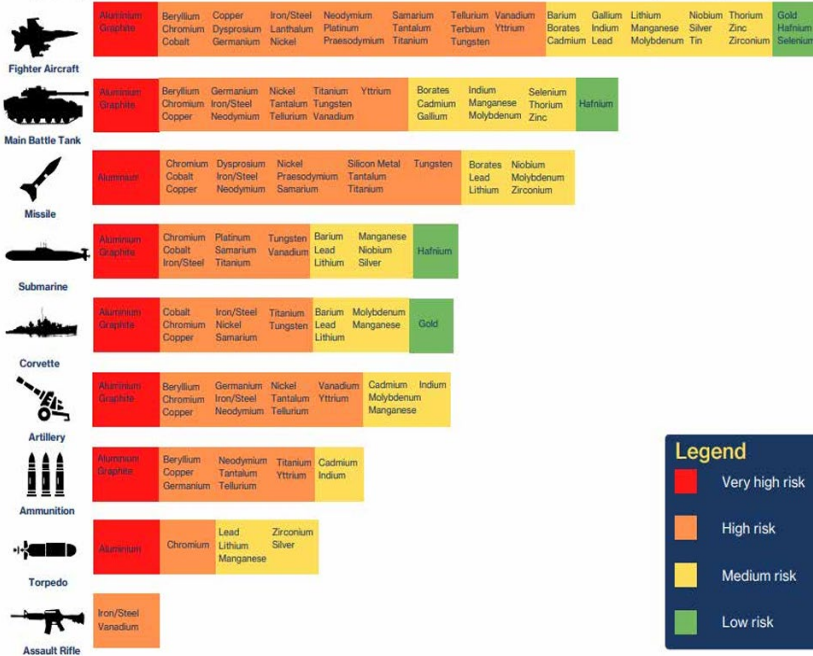 Aluminium Beryllium Copper Iron/Steel Neodymium Samarium Tellurium Vanadium Barium Gallium Lithium Niobium Thorium Gold
Graphite Chromium Dysprosium Lanthalum Platinum Tantalum Terbium Yttrium Borates Indium Manganese Silver Zinc Hafnium
Cobalt Germanium Nickel Praesodymium Titanium Tungsten Cadmium Lead Molybdenum Tin Zirconium Selenium
Fighter Aircraft
Aluminium Beryllium Germanium Nickel Titanium Yttrium Borates Indium Selenium
Graphite Chromium Iron/Steel Tantalum Tungsten Cadmium Manganese Thorium Hafnium
Copper Neodymium Tellurium Vanadium Gallium Molybdenum Zinc
Main Battle Tank
Chromium Dysprosium Nickel Silicon Metal Tungsten Borates Niobium
Aluminium Cobalt Iron/Steel Praesodymium Tantalum Lead Molybdenum
Copper Neodymium Samarium Titanium Lithium Zirconium
Missile
Aluminium Chromium Platinum Tungsten Barium Manganese
Graphite Cobalt Samarium Vanadium Lead Niobium Hafnium
Iron/Steel Titanium Lithium Silver
Submarine
Aluminium Cobalt Iron/Steel Titanium Barium Molybdenum
Graphite Chromium Nickel Tungsten Lead Manganese Gold
Copper Samarium Lithium
Corvette
Aluminium Beryllium Germanium Nickel Vanadium Cadmium Indium
Graphite Chromium Iron/Steel Tantalum Yttrium Molybdenum
Copper Neodymium Tellurium Manganese
Artillery
Aluminium Beryllium Neodymium Titanium Cadmium
Graphite Copper Tantalum Yttrium Indium
Germanium Tellurium
Ammunition
Lead Zirconium
Aluminium Chromium Lithium Silver
Manganese
Torpedo
Iron/Steel
Vanadium
Assault Rifle
Legend
Very high risk
High risk
Medium risk
Low risk